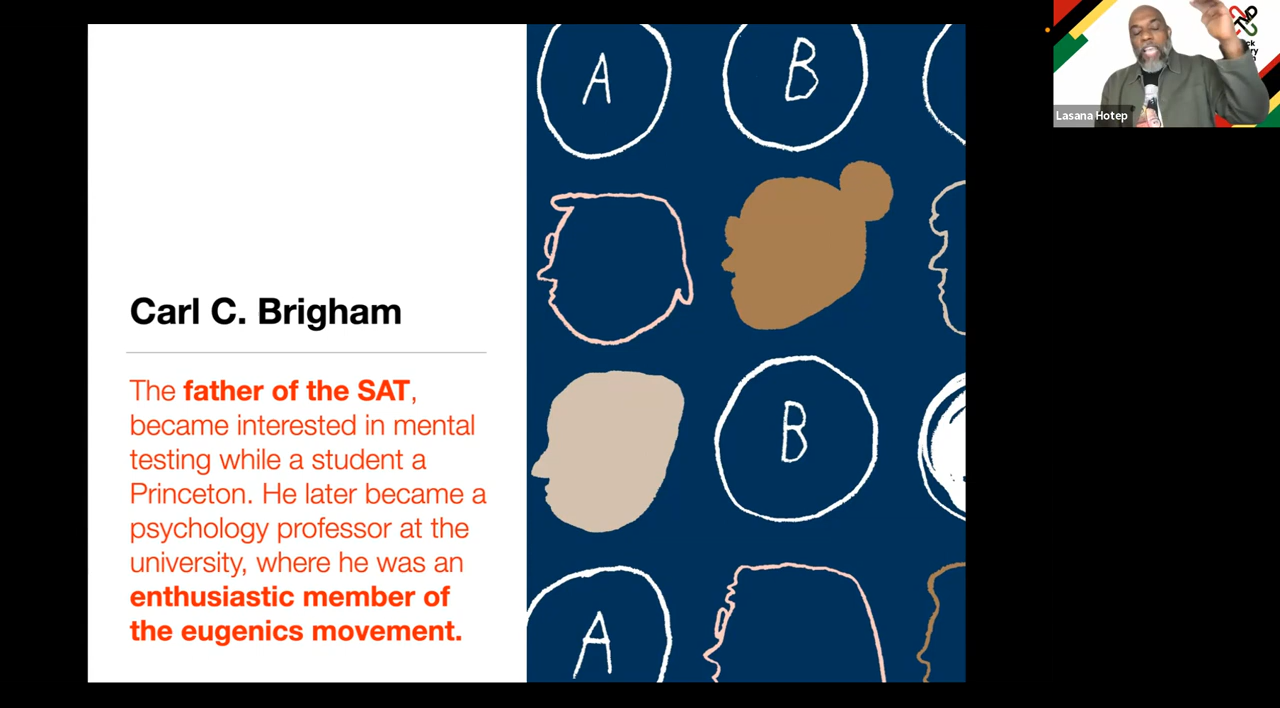 Carl C. Brigham
The father of the SAT,
became interested in mental
testing while a student a
Princeton. He later became a
psychology professor at the
university, where he was an
enthusiastic member of
the eugenics movement.
A
B
B
A
Lasana Hotep